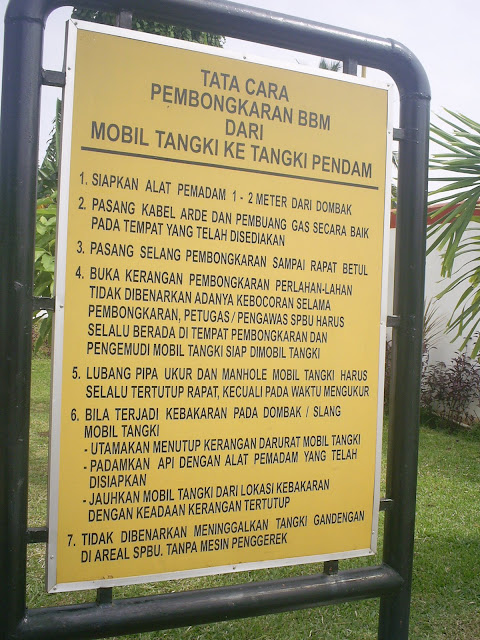 TATA CARA
PEMBONGKARAN BBM
DARI
MOBIL TANGKI KE TANGKI PENDAM
1. SIAPKAN ALAT PEMADAM 1 - 2 METER DARI DOMBAK
2. PASANG KABEL ARDE DAN PEMBUANG GAS SECARA BAIK
PADA TEMPAT YANG TELAH DISEDIAKAN
3. PASANG SELANG PEMBONGKARAN SAMPAI RAPAT BETUL
4. BUKA KERANGAN PEMBONGKARAN PERLAHAN-LAHAN
TIDAK DIBENARKAN ADANYA KEBOCORAN SELAMA
PEMBONGKARAN, PETUGAS / PENGAWAS SPBU HARUS
SELALU BERADA DI TEMPAT PEMBONGKARAN DAN
PENGEMUDI MOBIL TANGKI SIAP DIMOBIL TANGKI
5. LUBANG PIPA UKUR DAN MANHOLE MOBIL TANGKI HARUS
SELALU TERTUTUP RAPAT, KECUALI PADA WAKTU MENGUKUR
6. BILA TERJADI KEBAKARAN PADA DOMBAK / SLANG
MOBIL TANGKI
- UTAMAKAN MENUTUP KERANGAN DARURAT MOBIL TANGKI
- PADAMKAN API DENGAN ALAT PEMADAM YANG TELAH
DISIAPKAN
- JAUHKAN MOBIL TANGKI DARI LOKASI KEBAKARAN
DENGAN KEADAAN KERANGAN TERTUTUP
7. TIDAK DIBENARKAN MENINGGALKAN TANGKI GANDENGAN
DI AREAL SPBU. TANPA MESIN PENGGEREK